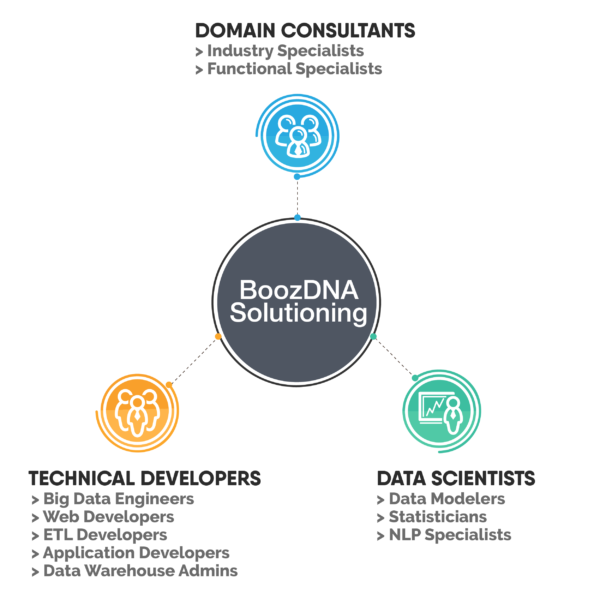 DOMAIN CONSULTANTS
> Industry Specialists
> Functional Specialists
BoozDNA
Solutioning
TECHNICAL DEVELOPERS
> Big Data Engineers
> Web Developers
> ETL Developers
> Application Developers
> Data Warehouse Admins
DATA SCIENTISTS
> Data Modelers
> Statisticians
> NLP Specialists